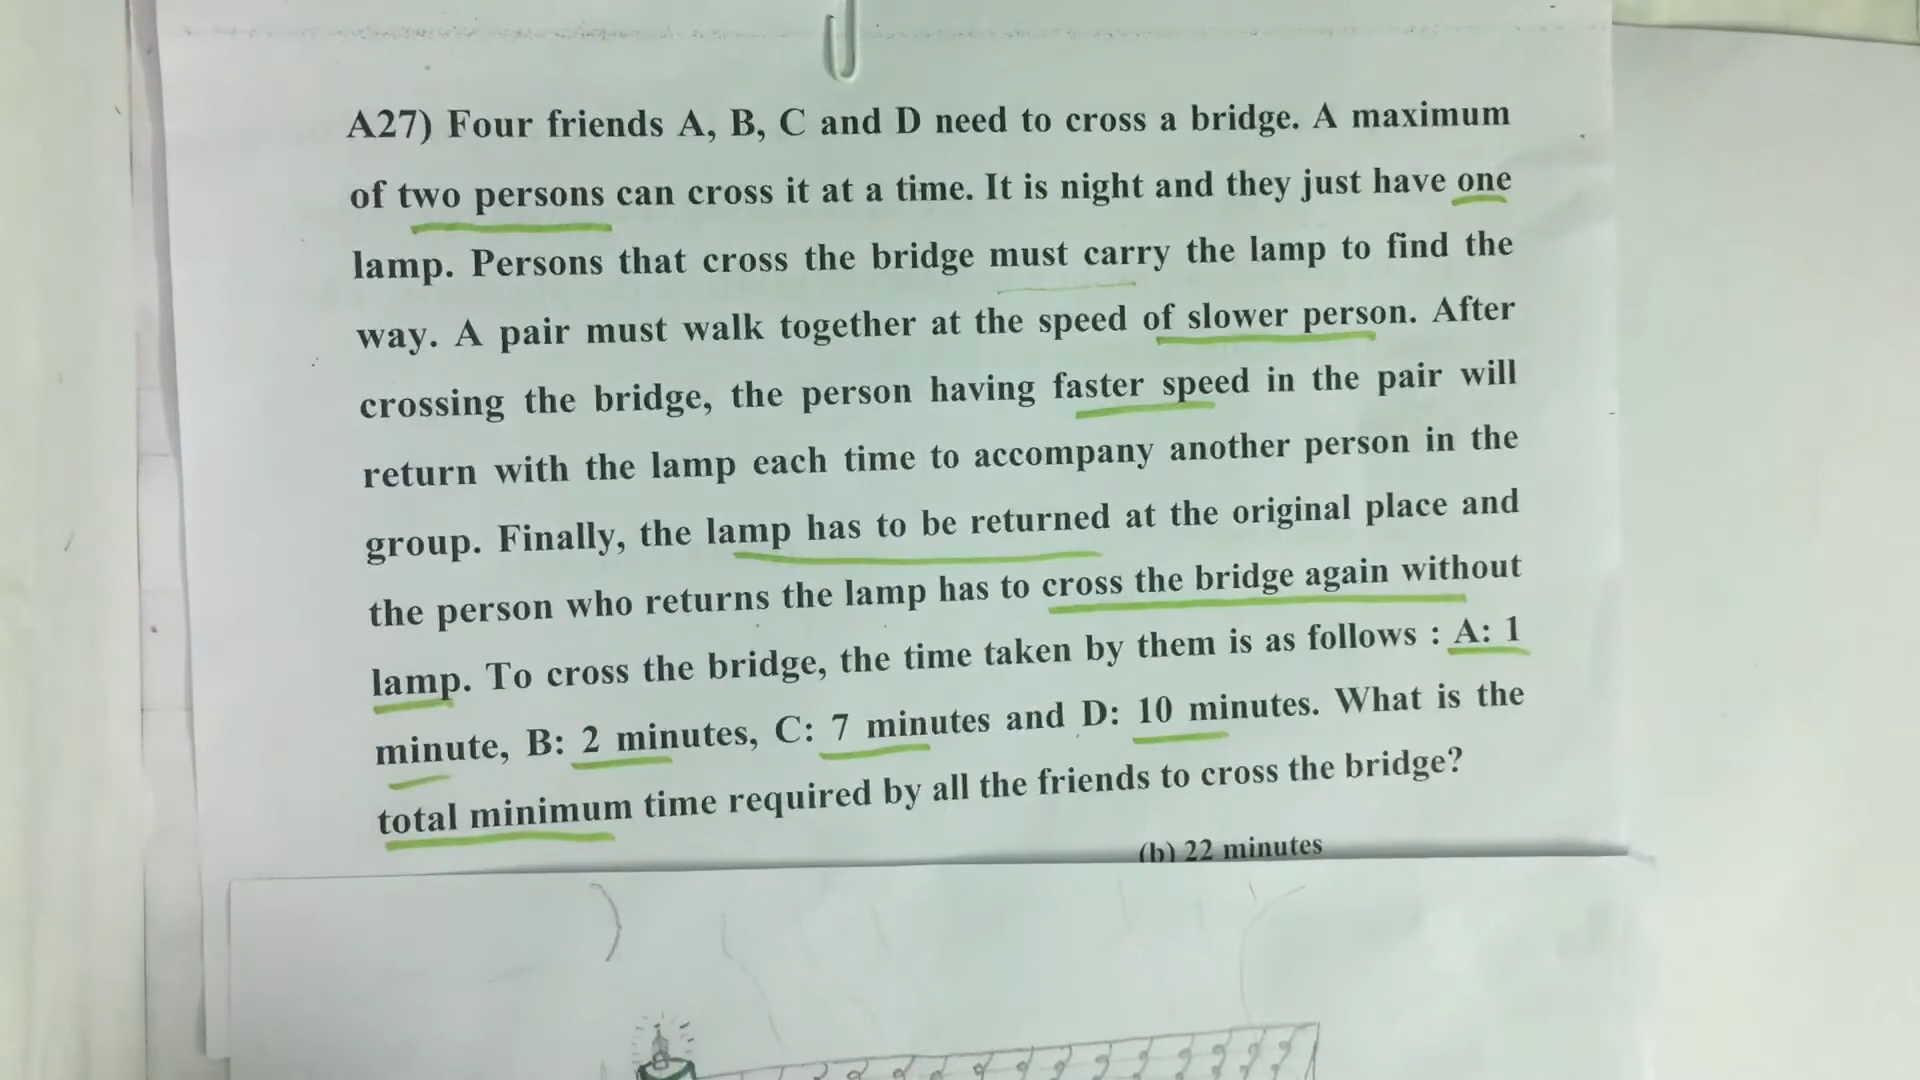 A27) Four friends A, B, C and D need to cross a bridge. A maximum
of two persons can cross it at a time. It is night and they just have one
lamp. Persons that cross the bridge must carry the lamp to find the
way. A pair must walk together at the speed of slower person. After
crossing the bridge, the person having faster speed in the pair will
return with the lamp each time to accompany another person in the
group. Finally, the lamp has to be returned at the original place and
the person who returns the lamp has to cross the bridge again without
lamp. To cross the bridge, the time taken by them is as follows : A: 1
minute, B: 2 minutes, C: 7 minutes and D: 10 minutes. What is the
total minimum time required by all the friends to cross the bridge?
(b) 22 minutes